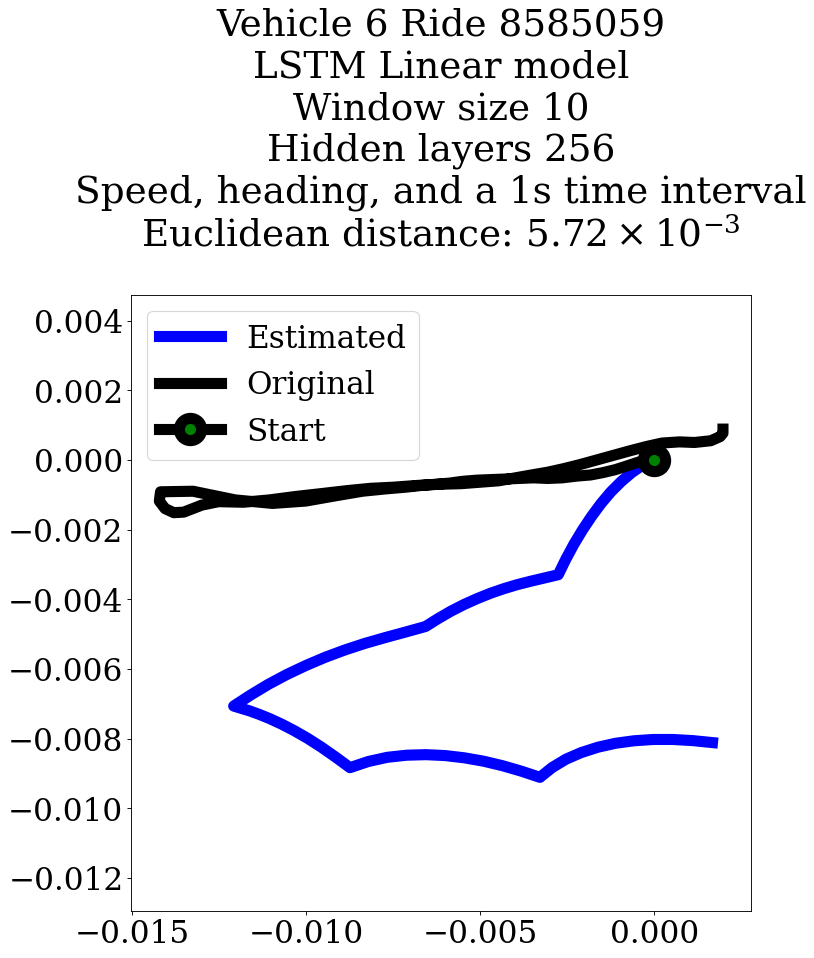 Vehicle 6 Ride 8585059
LSTM Linear model
Window size 10
Hidden layers 256
Speed, heading, and a 1s time interval
Euclidean distance: 5.72 × 10⁻³
0.004
0.002
0.000
−0.002
−0.004
−0.006
−0.008
−0.010
−0.012
Estimated
Original
Start
−0.015 −0.010 −0.005 0.000